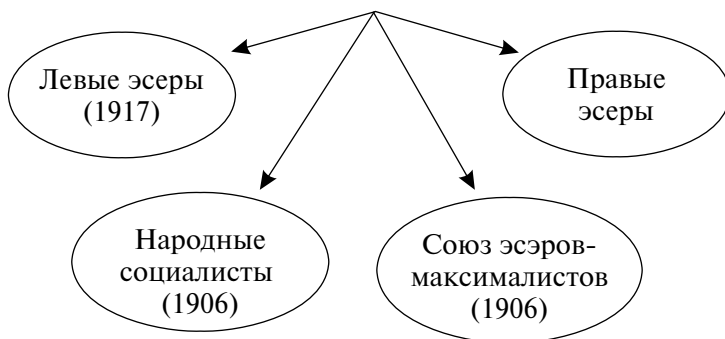 Левые эсеры
(1917)
Правые
эсеры
Народные
социалисты
(1906)
Союз эсэров-
максималистов
(1906)